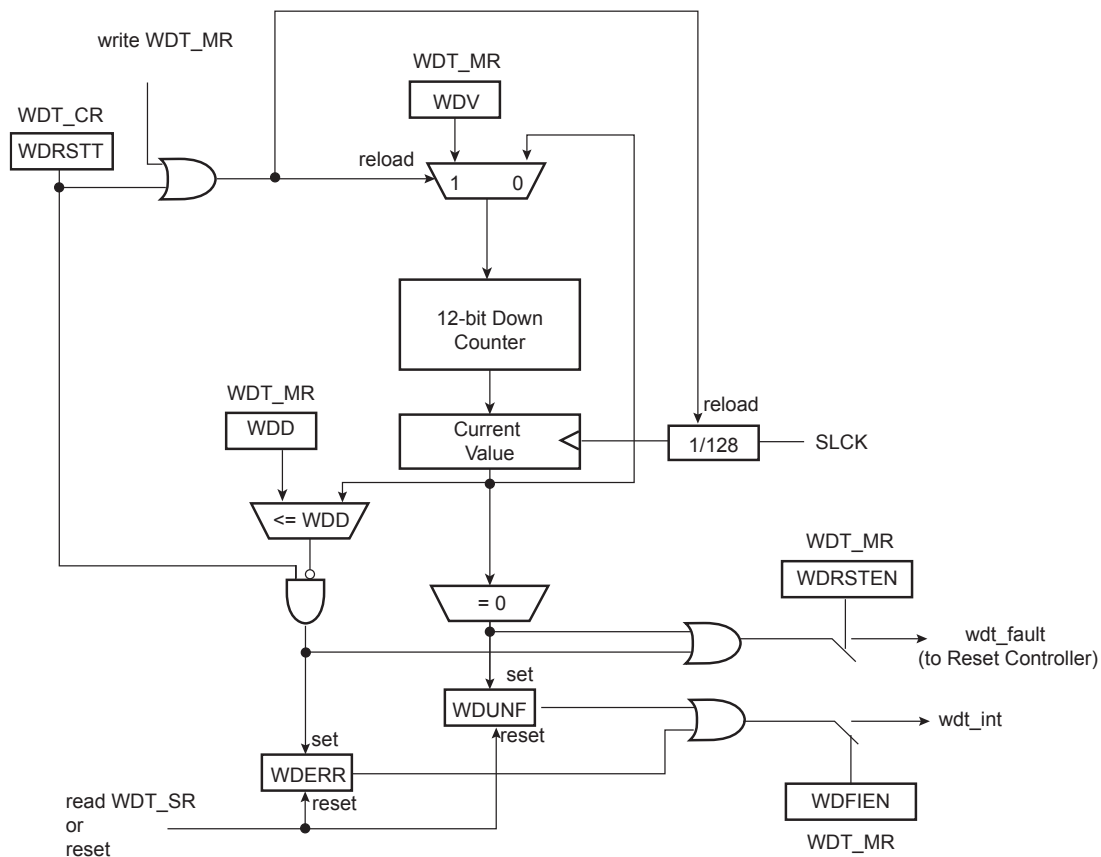 write WDT_MR
WDT_MR
WDV
WDT_CR
WDRSTT
reload
1 0
12-bit Down
Counter
WDT_MR
WDD
reload
Current
Value
1/128
SLCK
<= WDD
WDT_MR
WDRSTEN
= 0
wdt_fault
(to Reset Controller)
set
WDUNF
reset
wdt_int
set
WDERR
reset
read WDT_SR
or
reset
WDFIEN
WDT_MR